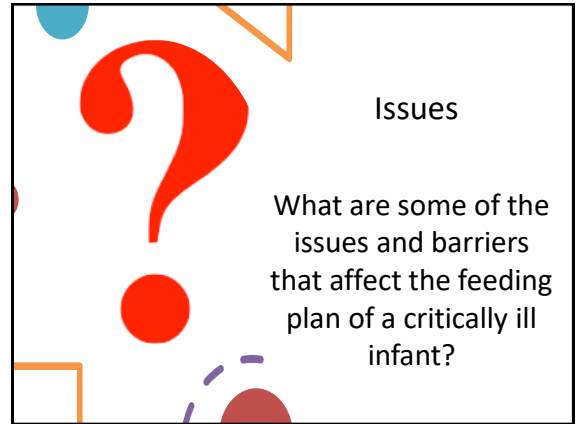 Issues
What are some of the
issues and barriers
that affect the feeding
plan of a critically ill
infant?